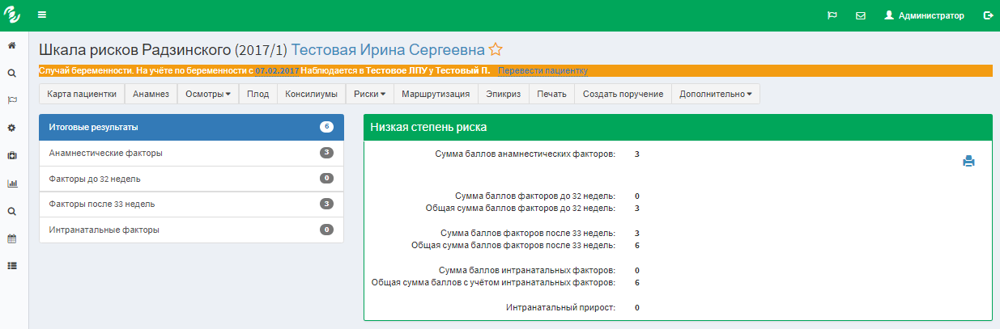 Администратор
Шкала рисков Радзинского (2017/1) Тестовая Ирина Сергеевна
Случай беременности. На учёте по беременности с 07.02.2017 Наблюдается в Тестовое ЛПУ у Тестовый П. Перевести пациентку
Карта пациентки Анамнез Осмотры Плод Консилиумы Риски Маршрутизация Эпикриз Печать Создать поручение Дополнительно
Итоговые результаты 6
Анамнестические факторы 3
Факторы до 32 недель 0
Факторы после 33 недель 3
Интранатальные факторы 0
Низкая степень риска
Сумма баллов анамнестических факторов: 3
Сумма баллов факторов до 32 недель: 0
Общая сумма баллов факторов до 32 недель: 3
Сумма баллов факторов после 33 недель: 3
Общая сумма баллов факторов после 33 недель: 6
Сумма баллов интранатальных факторов: 0
Общая сумма баллов с учётом интранатальных факторов: 6
Интранатальный прирост: 0